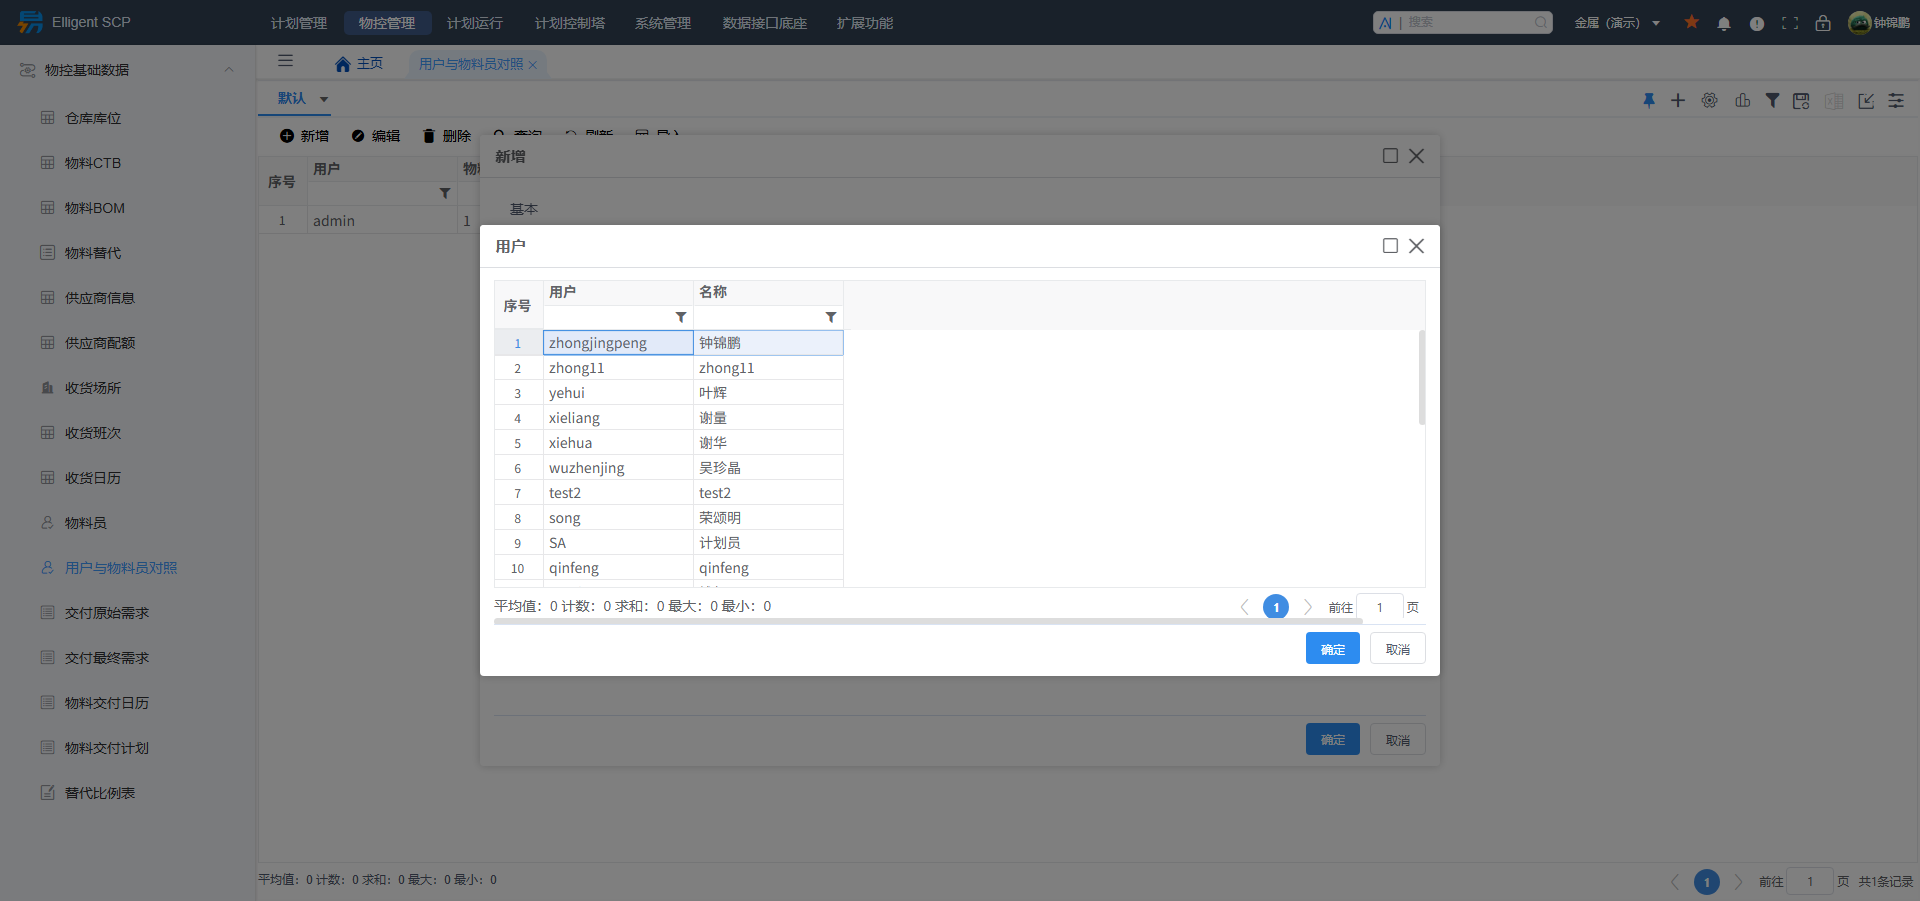 Elligent SCP
计划管理
物控管理
计划运行
计划控制塔
系统管理
数据接口底座
扩展功能
AI | 搜索
金属（演示）
钟锦鹏
物控基础数据
仓库库位
物料CTB
物料BOM
物料替代
供应商信息
供应商配额
收货场所
收货班次
收货日历
物料员
用户与物料员对照
交付原始需求
交付最终需求
物料交付日历
物料交付计划
替代比例表
主页
用户与物料员对照
默认
新增
编辑
删除
查询
刷新
导入
序号 用户
1 admin 1
新增
基本
用户
序号 用户 名称
1 zhongjingpeng 钟锦鹏
2 zhong11 zhong11
3 yehui 叶辉
4 xieliang 谢量
5 xiehua 谢华
6 wuzhenjing 吴珍晶
7 test2 test2
8 song 荣颂明
9 SA 计划员
10 qinfeng qinfeng
平均值：0 计数：0 求和：0 最大：0 最小：0
1 前往 1 页
确定 取消
确定 取消
平均值：0 计数：0 求和：0 最大：0 最小：0
1 前往 1 页 共1条记录